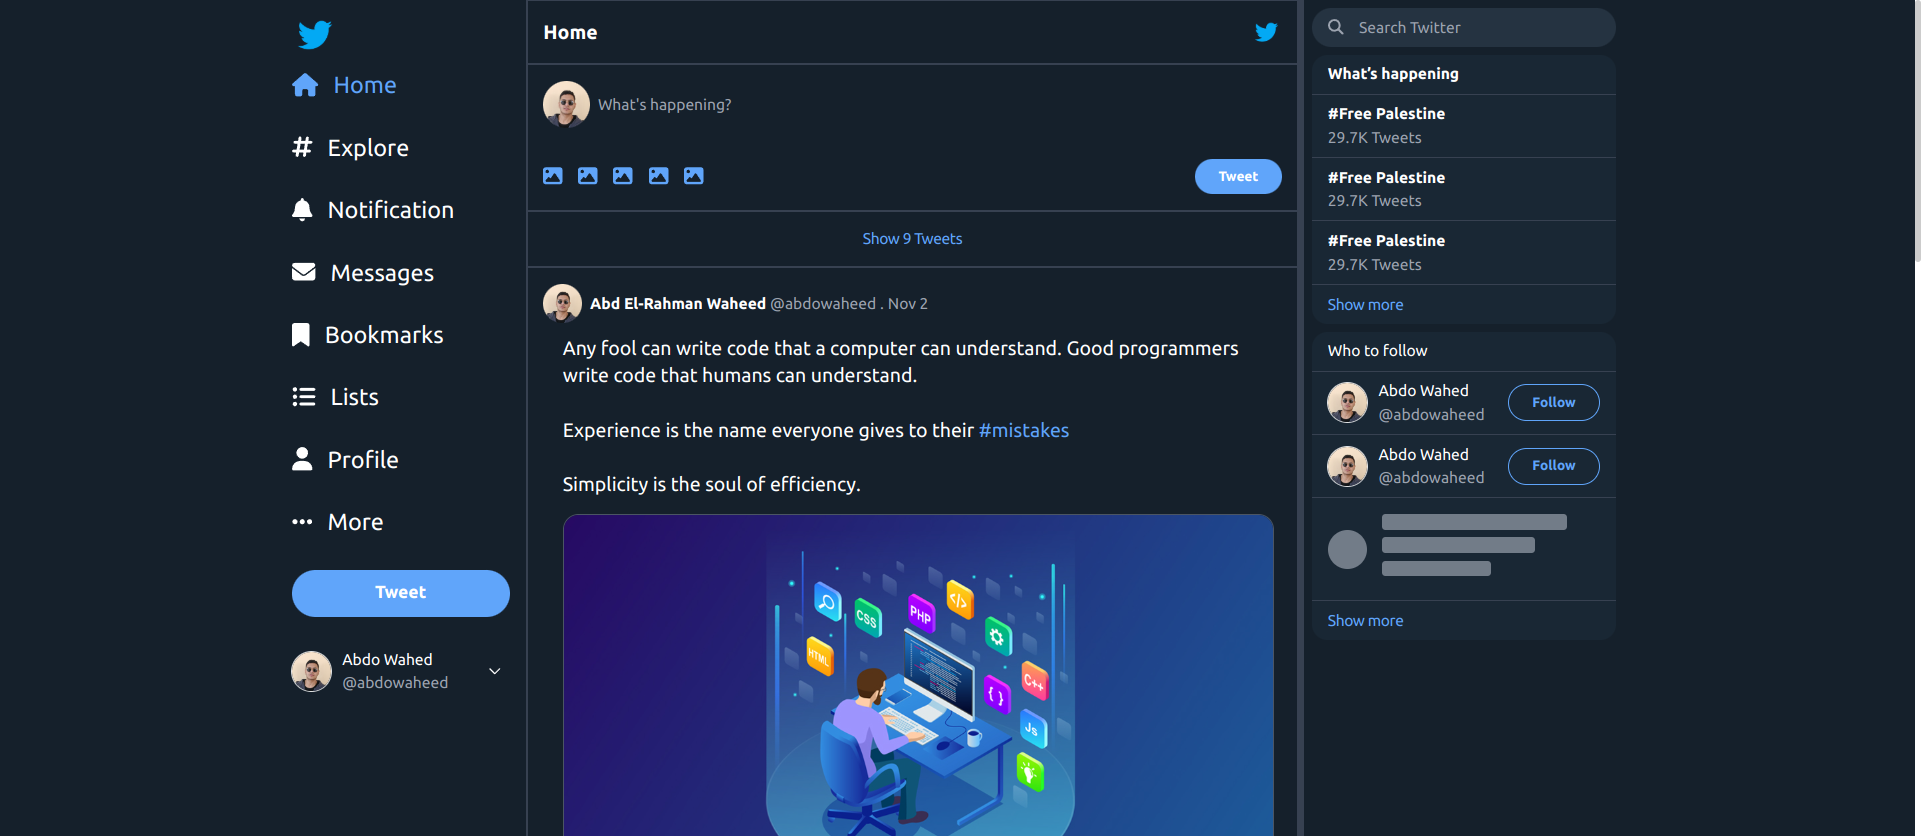 Home
Explore
Notification
Messages
Bookmarks
Lists
Profile
More
Tweet
Abdo Wahed
@abdowaheed
Home
What's happening?
Tweet
Show 9 Tweets
Abd El-Rahman Waheed @abdowaheed . Nov 2
Any fool can write code that a computer can understand. Good programmers
write code that humans can understand.
Experience is the name everyone gives to their #mistakes
Simplicity is the soul of efficiency.
</>
PHP
CSS
HTML
C++
{ }
Js
Search Twitter
What’s happening
#Free Palestine
29.7K Tweets
#Free Palestine
29.7K Tweets
#Free Palestine
29.7K Tweets
Show more
Who to follow
Abdo Wahed
@abdowaheed
Follow
Abdo Wahed
@abdowaheed
Follow
Show more